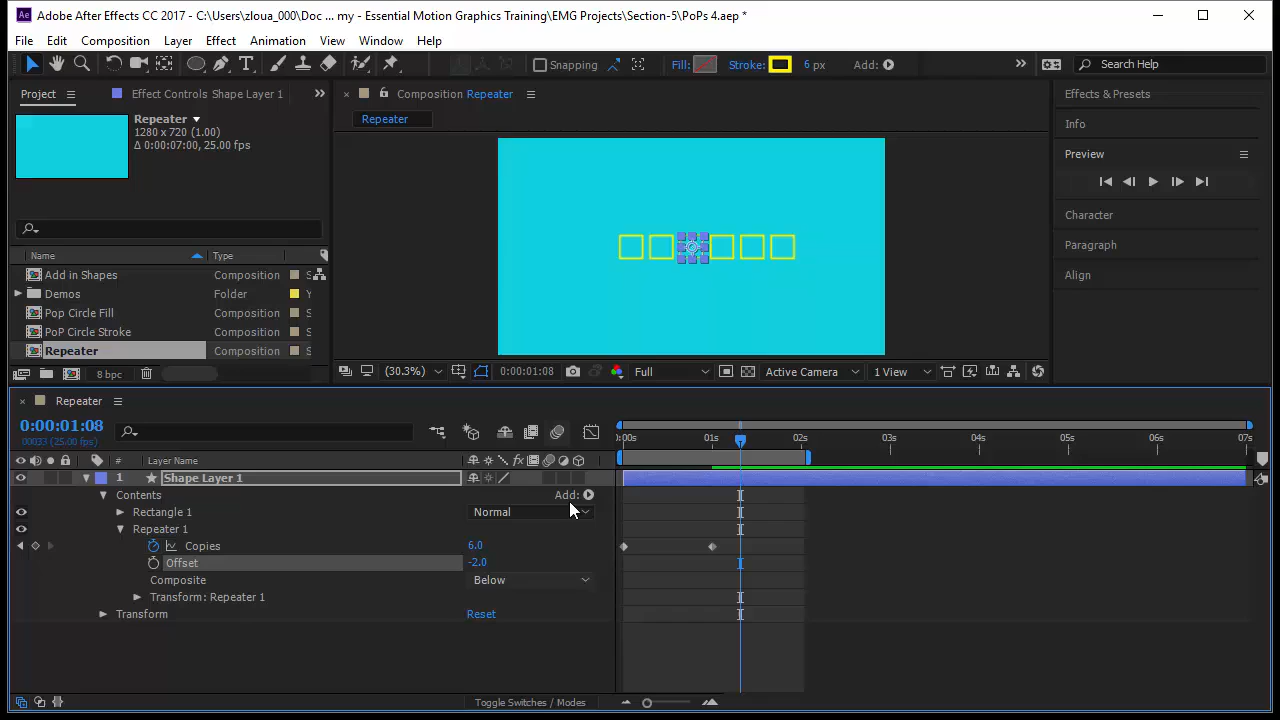 Adobe After Effects CC 2017 - C:\Users\zloua_000\Doc ... my - Essential Motion Graphics Training\EMG Projects\Section-5\PoPs 4.aep *
File Edit Composition Layer Effect Animation View Window Help
Snapping Fill: Stroke: 6 px Add: Search Help
Project Effect Controls Shape Layer 1 Composition Repeater Effects & Presets
Repeater Repeater
1280 x 720 (1.00) Info
Δ 0:00:07:00, 25.00 fps
Preview
Character
Paragraph
Name Type
Add in Shapes Composition S Align
Demos Folder
Pop Circle Fill Composition S
PoP Circle Stroke Composition S
Repeater Composition S
8 bpc (30.3%) 0:00:01:08 Full Active Camera 1 View
Repeater
0:00:01:08
00033 (25.00 fps) 0:00s 01s 02s 03s 04s 05s 06s 07s
# Layer Name fx
1 Shape Layer 1
Contents Add:
Rectangle 1 Normal
Repeater 1
Copies 6.0
Offset -2.0
Composite Below
Transform: Repeater 1
Transform Reset
Toggle Switches / Modes